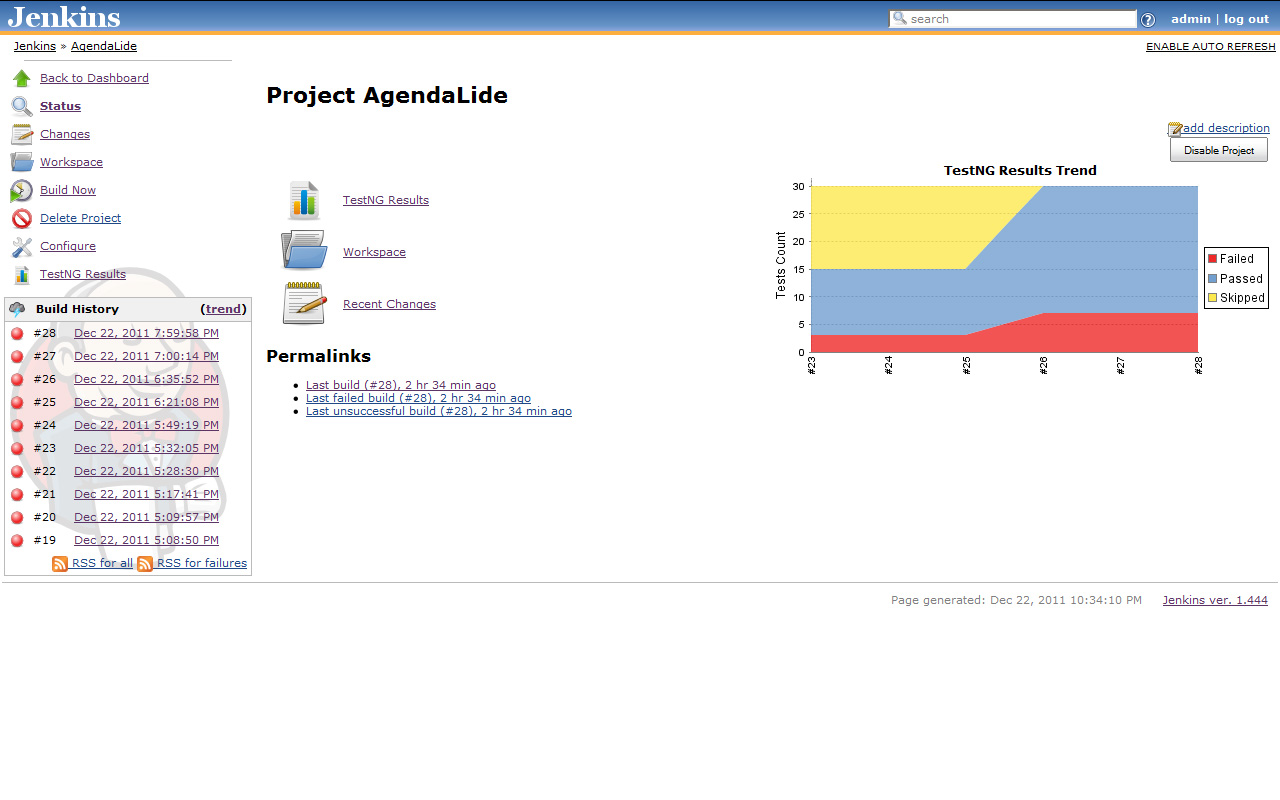 Jenkins
search
admin | log out
Jenkins » AgendaLide
ENABLE AUTO REFRESH
Back to Dashboard
Status
Changes
Workspace
Build Now
Delete Project
Configure
TestNG Results
Build History (trend)
#28 Dec 22, 2011 7:59:58 PM
#27 Dec 22, 2011 7:00:14 PM
#26 Dec 22, 2011 6:35:52 PM
#25 Dec 22, 2011 6:21:08 PM
#24 Dec 22, 2011 5:49:19 PM
#23 Dec 22, 2011 5:32:05 PM
#22 Dec 22, 2011 5:28:30 PM
#21 Dec 22, 2011 5:17:41 PM
#20 Dec 22, 2011 5:09:57 PM
#19 Dec 22, 2011 5:08:50 PM
RSS for all RSS for failures
Project AgendaLide
add description
Disable Project
TestNG Results
Workspace
Recent Changes
Permalinks
Last build (#28), 2 hr 34 min ago
Last failed build (#28), 2 hr 34 min ago
Last unsuccessful build (#28), 2 hr 34 min ago
TestNG Results Trend
Tests Count
30
25
20
15
10
5
0
#23 #24 #25 #26 #27 #28
Failed
Passed
Skipped
Page generated: Dec 22, 2011 10:34:10 PM Jenkins ver. 1.444